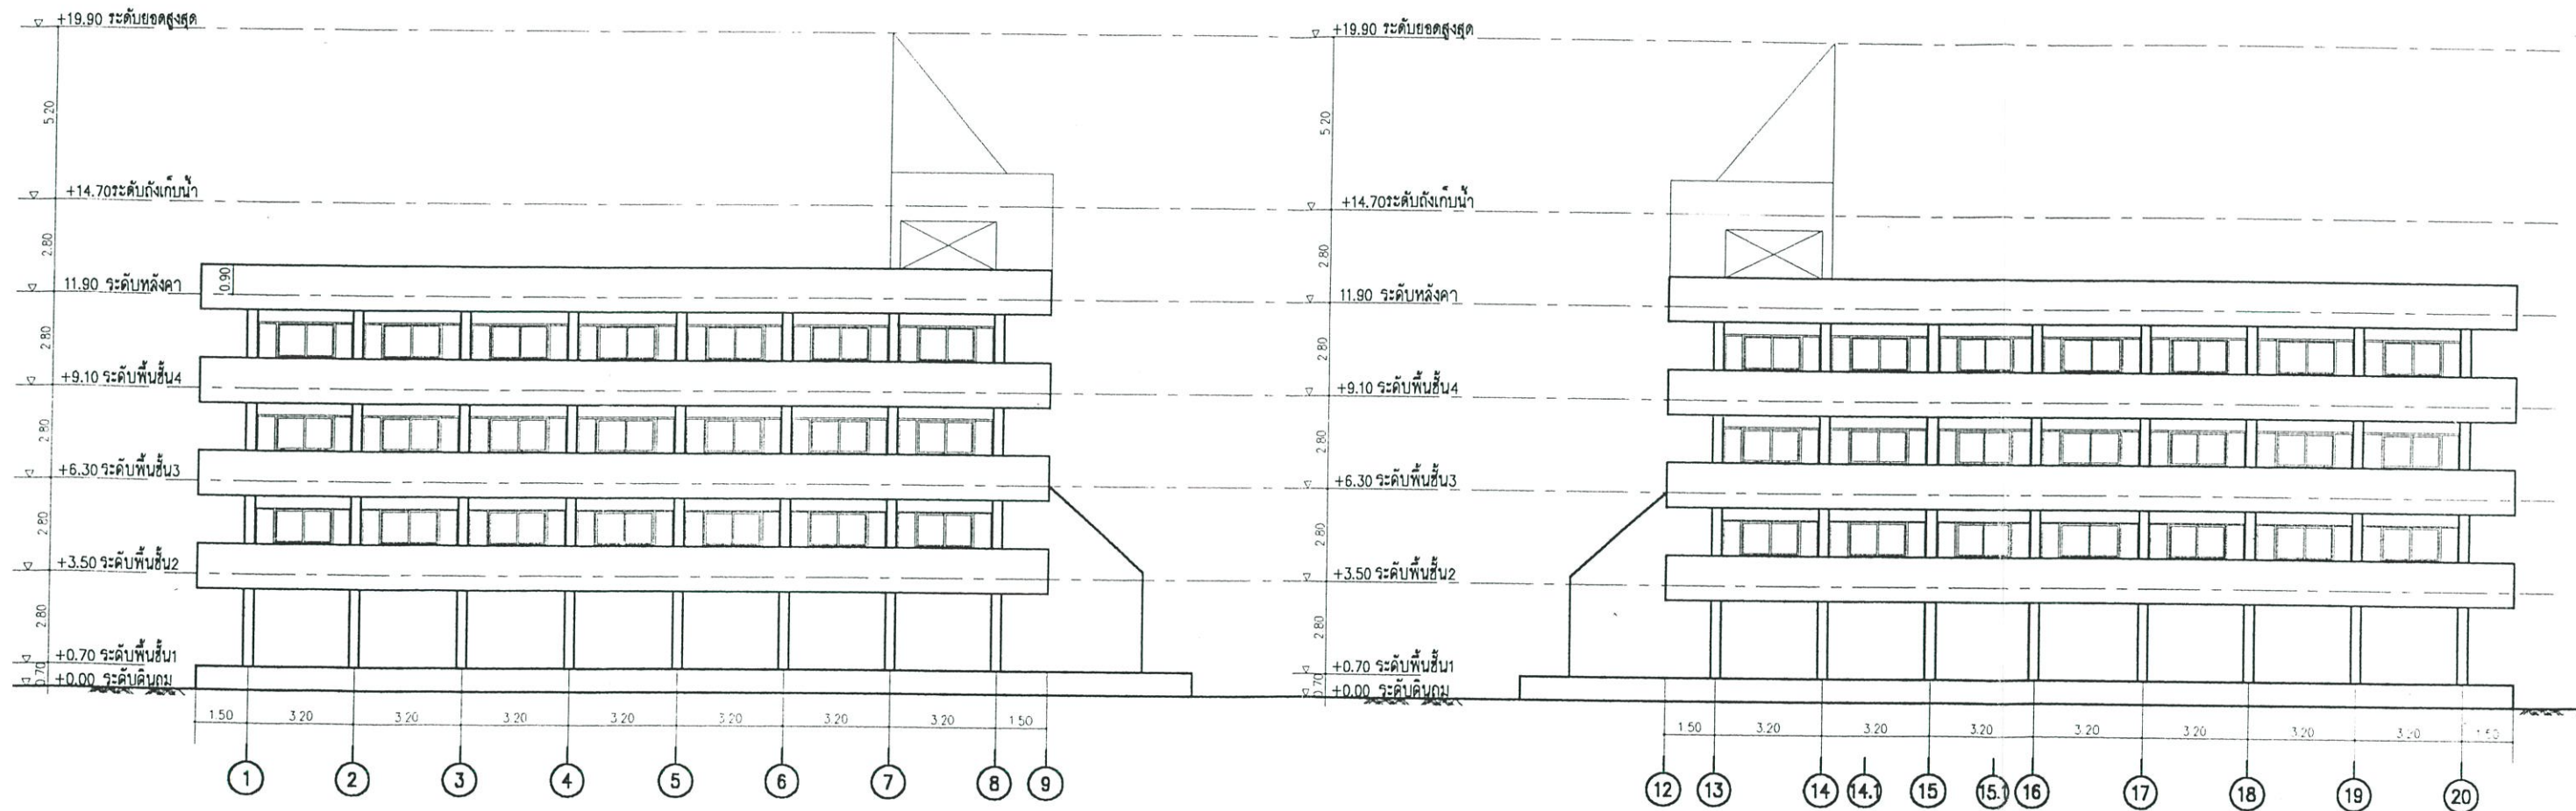 +19.90 ระดับยอดสูงสุด
5.20
+14.70ระดับถังเก็บน้ำ
2.80
11.90 ระดับหลังคา
0.90
2.80
+9.10 ระดับพื้นชั้น4
2.80
+6.30 ระดับพื้นชั้น3
2.80
+3.50 ระดับพื้นชั้น2
2.80
+0.70 ระดับพื้นชั้น1
0.70
+0.00 ระดับดินถม
1.50 3.20 3.20 3.20 3.20 3.20 3.20 3.20 1.50
1 2 3 4 5 6 7 8 9
+19.90 ระดับยอดสูงสุด
5.20
+14.70ระดับถังเก็บน้ำ
2.80
11.90 ระดับหลังคา
2.80
+9.10 ระดับพื้นชั้น4
2.80
+6.30 ระดับพื้นชั้น3
2.80
+3.50 ระดับพื้นชั้น2
2.80
+0.70 ระดับพื้นชั้น1
0.70
+0.00 ระดับดินถม
1.50 3.20 3.20 3.20 3.20 3.20 3.20 3.20 1.50
12 13 14 14.1 15 15.1 16 17 18 19 20